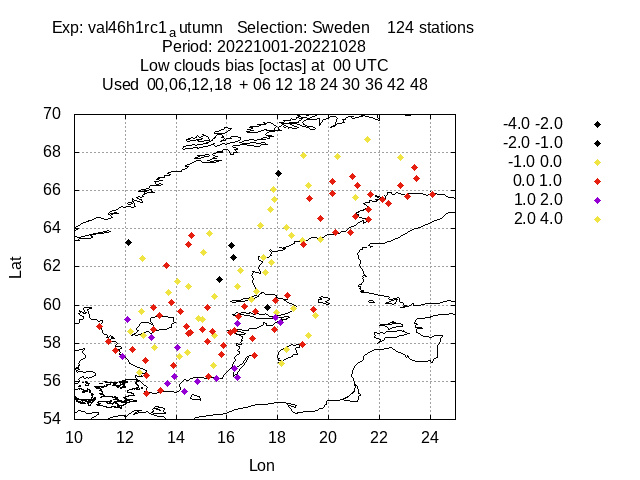 Exp: val46h1rc1ₐutumn Selection: Sweden 124 stations
Period: 20221001-20221028
Low clouds bias [octas] at 00 UTC
Used 00,06,12,18 + 06 12 18 24 30 36 42 48
70
68
66
64
62
60
58
56
54
10 12 14 16 18 20 22 24
Lat
Lon
-4.0 -2.0
-2.0 -1.0
-1.0 0.0
0.0 1.0
1.0 2.0
2.0 4.0